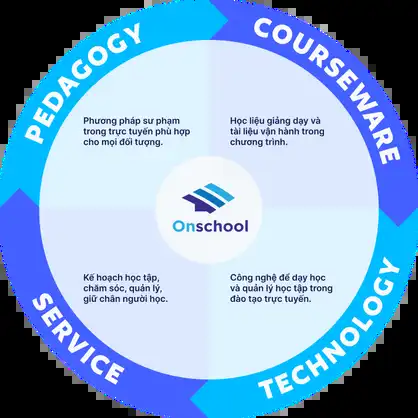 PEDAGOGY
COURSEWARE
Phương pháp sư phạm
trong trực tuyến phù hợp
cho mọi đối tượng.
Học liệu giảng dạy và
tài liệu vận hành trong
chương trình.
Onschool
Kế hoạch học tập,
chăm sóc, quản lý,
giữ chân người học.
Công nghệ để dạy học
và quản lý học tập trong
đào tạo trực tuyến.
SERVICE
TECHNOLOGY